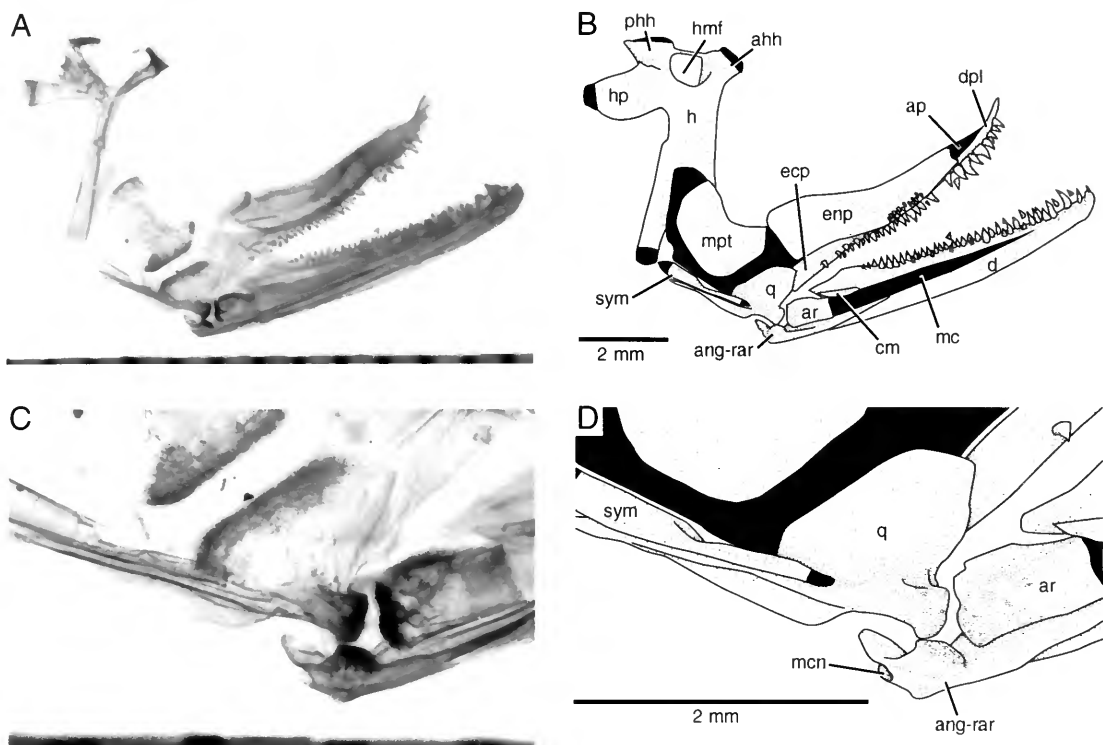 A
B
phh
hmf
ahh
hp
h
ap
dpl
ecp
enp
mpt
q
d
sym
ar
ang-rar
cm
mc
2 mm
C
D
sym
q
ar
mcn
ang-rar
2 mm